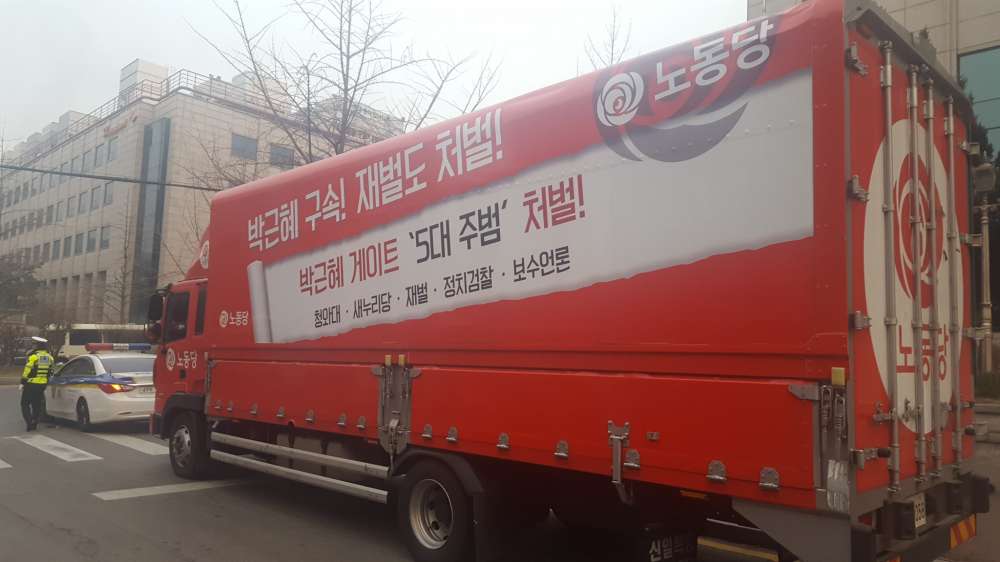 노동당
박근혜 구속! 재벌도 처벌!
박근혜 게이트 '5대 주범' 처벌!
청와대 · 새누리당 · 재벌 · 정치검찰 · 보수언론
노동당
노동당
노동당